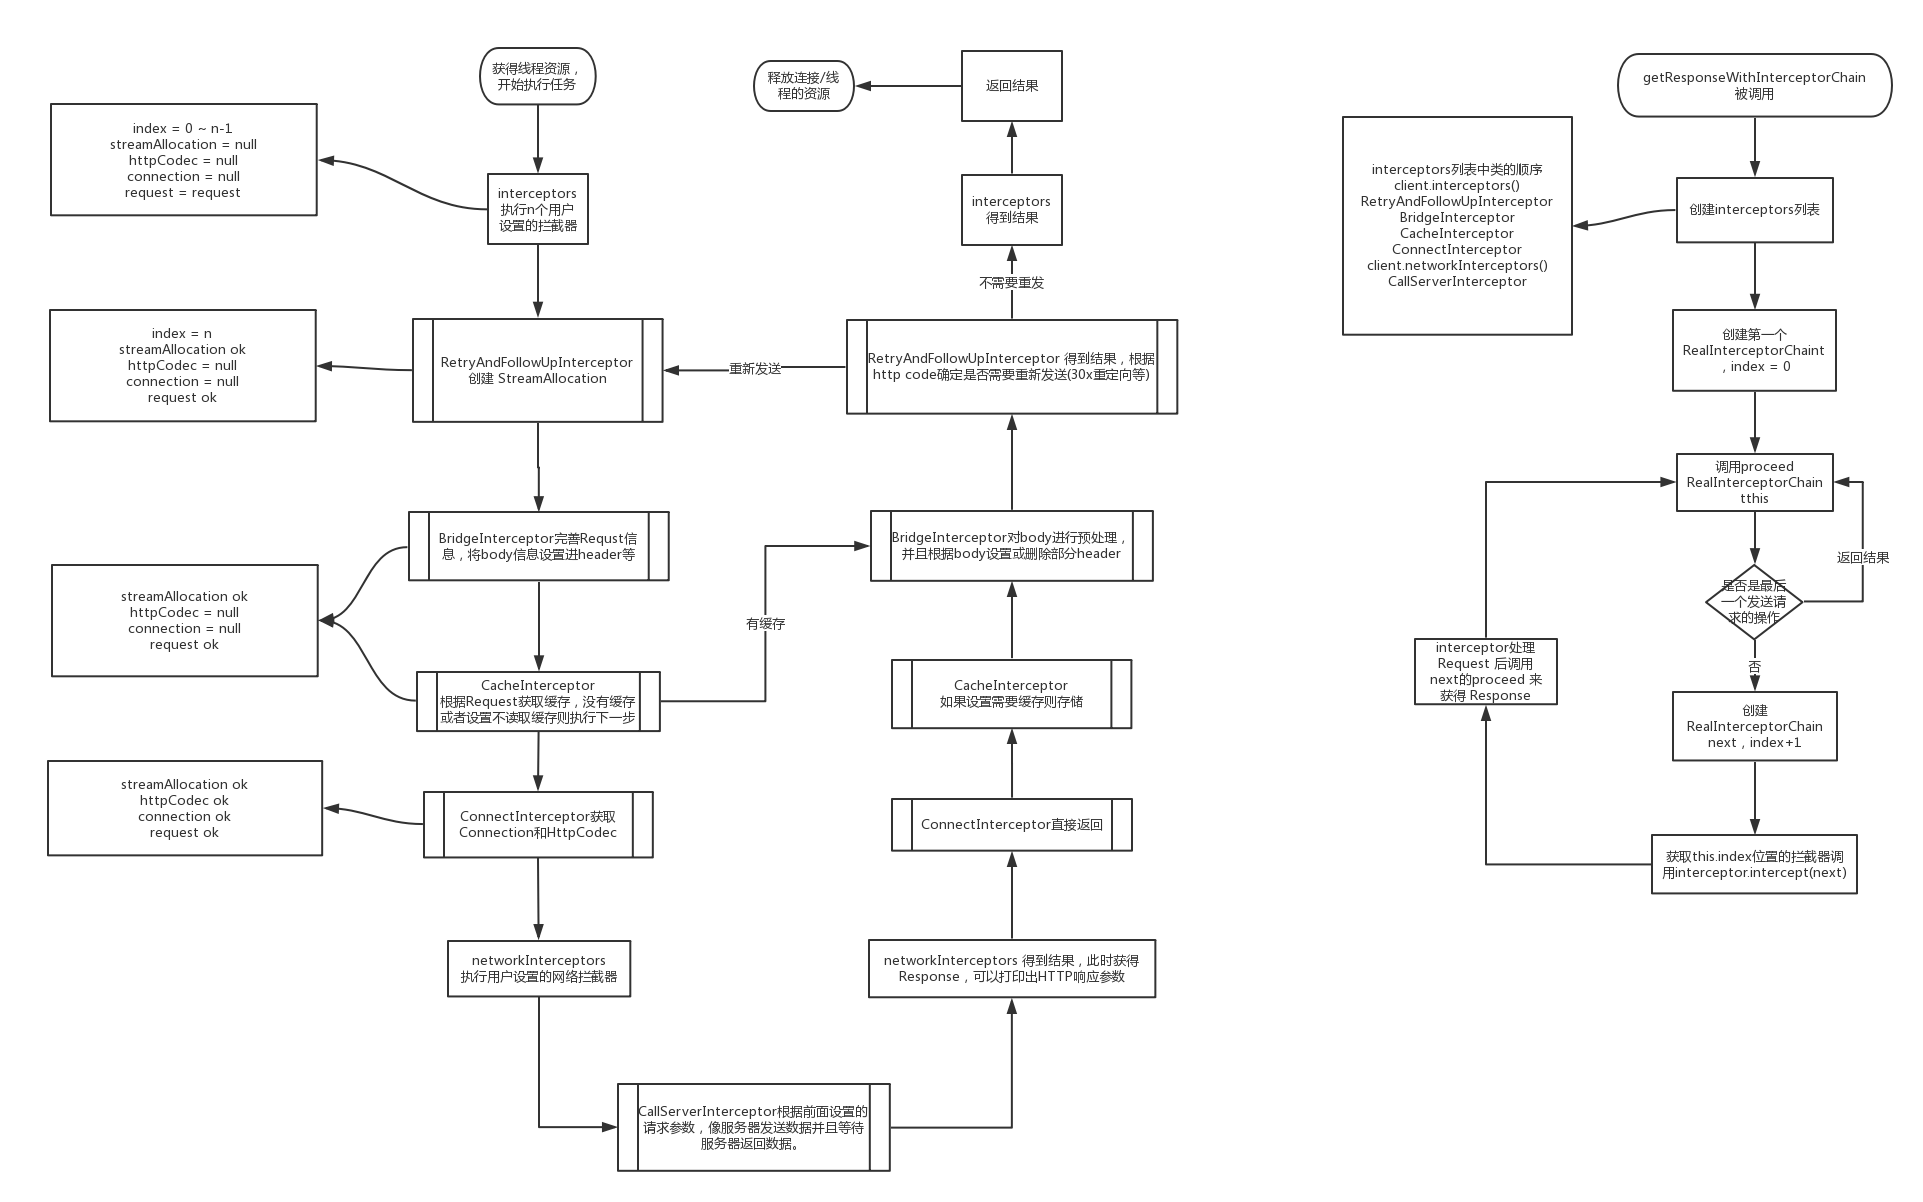 获得线程资源，
开始执行任务
index = 0 ~ n-1
streamAllocation = null
httpCodec = null
connection = null
request = request
interceptors
执行n个用户
设置的拦截器
index = n
streamAllocation ok
httpCodec = null
connection = null
request ok
RetryAndFollowUpInterceptor
创建 StreamAllocation
BridgeInterceptor完善Requst信
息，将body信息设置进header等
streamAllocation ok
httpCodec = null
connection = null
request ok
CacheInterceptor
根据Request获取缓存，没有缓存
或者设置不读取缓存则执行下一步
streamAllocation ok
httpCodec ok
connection ok
request ok
ConnectInterceptor获取
Connection和HttpCodec
networkInterceptors
执行用户设置的网络拦截器
CallServerInterceptor根据前面设置的
请求参数，像服务器发送数据并且等待
服务器返回数据。
networkInterceptors 得到结果，此时获得
Response，可以打印出HTTP响应参数
ConnectInterceptor直接返回
CacheInterceptor
如果设置需要缓存则存储
有缓存
BridgeInterceptor对body进行预处理，
并且根据body设置或删除部分header
RetryAndFollowUpInterceptor 得到结果，根据
http code确定是否需要重新发送(30x重定向等)
重新发送
不需要重发
interceptors
得到结果
返回结果
释放连接/线
程的资源
getResponseWithInterceptorChain
被调用
创建interceptors列表
interceptors列表中类的顺序
client.interceptors()
RetryAndFollowUpInterceptor
BridgeInterceptor
CacheInterceptor
ConnectInterceptor
client.networkInterceptors()
CallServerInterceptor
创建第一个
RealInterceptorChaint
, index = 0
调用proceed
RealInterceptorChain
tthis
是否是最后
一个发送请
求的操作
返回结果
否
创建
RealInterceptorChain
next，index+1
获取this.index位置的拦截器调
用interceptor.intercept(next)
interceptor处理
Request 后调用
next的proceed 来
获得 Response